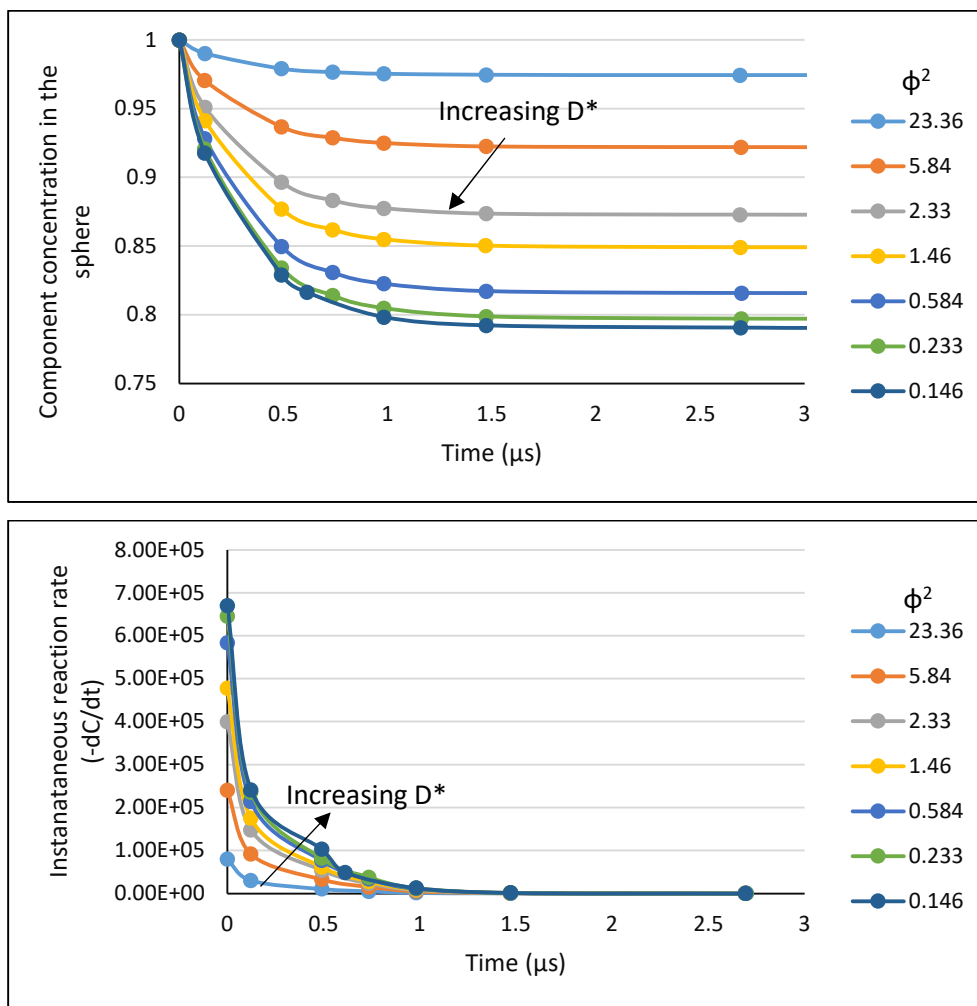 Component concentration in the
sphere
1
0.95
0.9
0.85
0.8
0.75
0
0.5
1
1.5
2
2.5
3
Time (μs)
Increasing D*
ϕ²
23.36
5.84
2.33
1.46
0.584
0.233
0.146
Instanataneous reaction rate
(-dC/dt)
8.00E+05
7.00E+05
6.00E+05
5.00E+05
4.00E+05
3.00E+05
2.00E+05
1.00E+05
0.00E+00
0
0.5
1
1.5
2
2.5
3
Time (μs)
Increasing D*
ϕ²
23.36
5.84
2.33
1.46
0.584
0.233
0.146